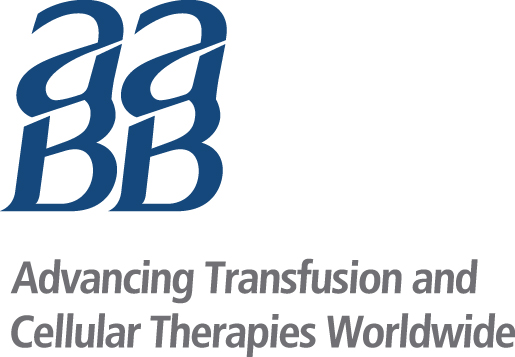 aa
BB
Advancing Transfusion and
Cellular Therapies Worldwide